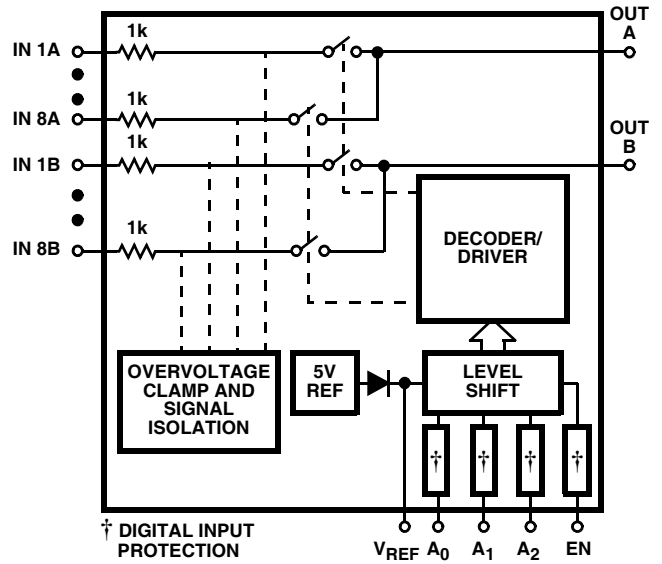 OUT
A
1k
IN 1A
1k
IN 8A
OUT
B
1k
IN 1B
1k
IN 8B
DECODER/
DRIVER
OVERVOLTAGE
CLAMP AND
SIGNAL
ISOLATION
5V
REF
LEVEL
SHIFT
† † † †
† DIGITAL INPUT
PROTECTION
VREF A0 A1 A2 EN